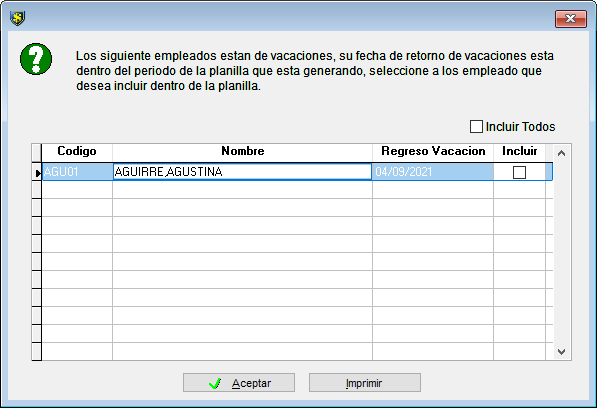 Los siguiente empleados estan de vacaciones, su fecha de retorno de vacaciones esta
dentro del periodo de la planilla que esta generando, seleccione a los empleado que
desea incluir dentro de la planilla.
Incluir Todos
Codigo Nombre Regreso Vacacion Incluir
AGU01 AGUIRRE,AGUSTINA 04/09/2021
Aceptar Imprimir